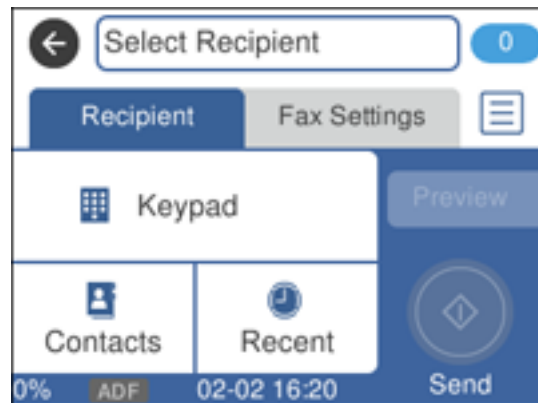 Select Recipient
0
Recipient
Fax Settings
Keypad
Preview
Contacts
Recent
Send
0%
ADF
02-02 16:20